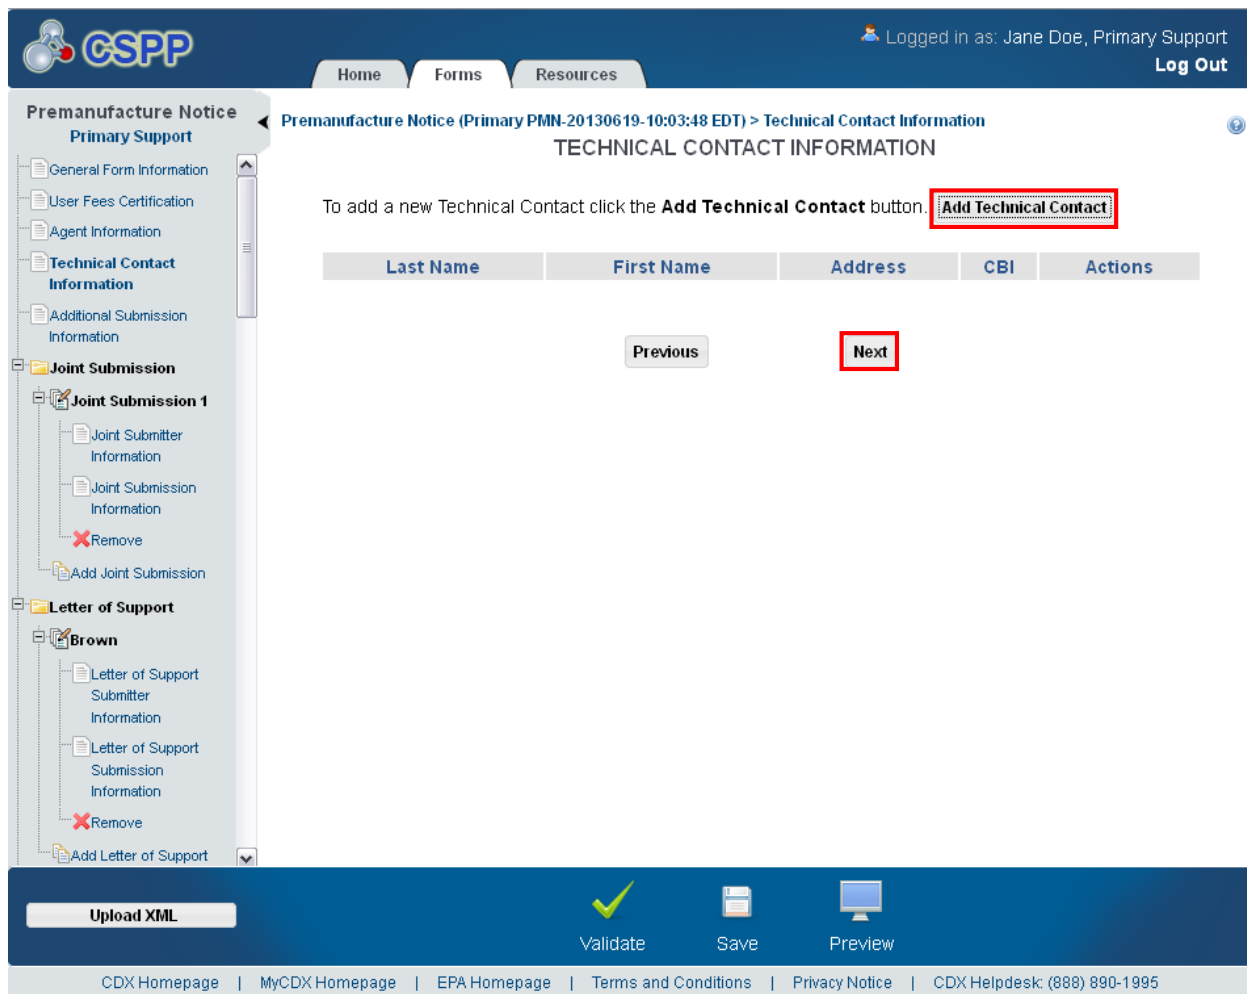 CSPP
Logged in as: Jane Doe, Primary Support
Log Out
Home Forms Resources
Premanufacture Notice
Primary Support
General Form Information
User Fees Certification
Agent Information
Technical Contact
Information
Additional Submission
Information
Joint Submission
Joint Submission 1
Joint Submitter
Information
Joint Submission
Information
Remove
Add Joint Submission
Letter of Support
Brown
Letter of Support
Submitter
Information
Letter of Support
Submission
Information
Remove
Add Letter of Support
Premanufacture Notice (Primary PMN-20130619-10:03:48 EDT) > Technical Contact Information
TECHNICAL CONTACT INFORMATION
To add a new Technical Contact click the Add Technical Contact button. Add Technical Contact
Last Name First Name Address CBI Actions
Previous Next
Upload XML
Validate Save Preview
CDX Homepage | MyCDX Homepage | EPA Homepage | Terms and Conditions | Privacy Notice | CDX Helpdesk: (888) 890-1995